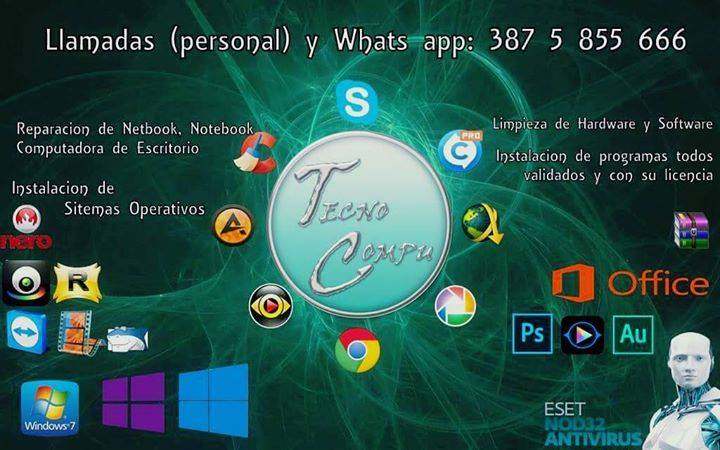 Llamadas (personal) y Whats app: 387 5 855 666
Reparacion de Netbook, Notebook
Computadora de Escritorio
Instalacion de
Sitemas Operativos
Limpieza de Hardware y Software
Instalacion de programas todos
validados y con su licencia
PRO
Tecno
Compu
nero
R
Office
Ps
Au
Windows 7
ESET
NOD32
ANTIVIRUS